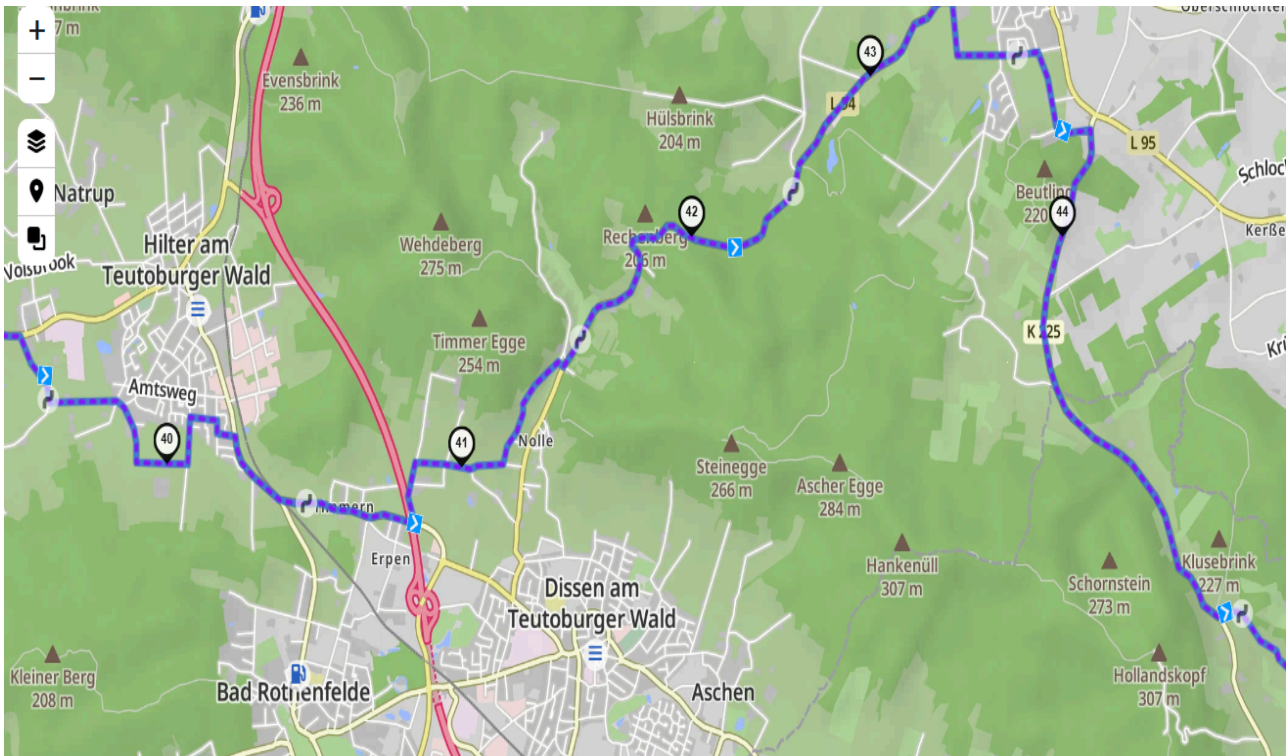 +
−
7 m
Evensbrink
236 m
Hülsbrink
204 m
43
L 94
L 95
Natrup
Hilter am
Teutoburger Wald
Wehdeberg
275 m
Rechenberg
206 m
42
Beutling
220
44
Timmer Egge
254 m
K 225
Amtsweg
40
41
Nolle
Steinegge
266 m
Ascher Egge
284 m
Erpen
Hankenüll
307 m
Schornstein
273 m
Klusebrink
227 m
Dissen am
Teutoburger Wald
Kleiner Berg
208 m
Bad Rothenfelde
Aschen
Hollandskopf
307 m